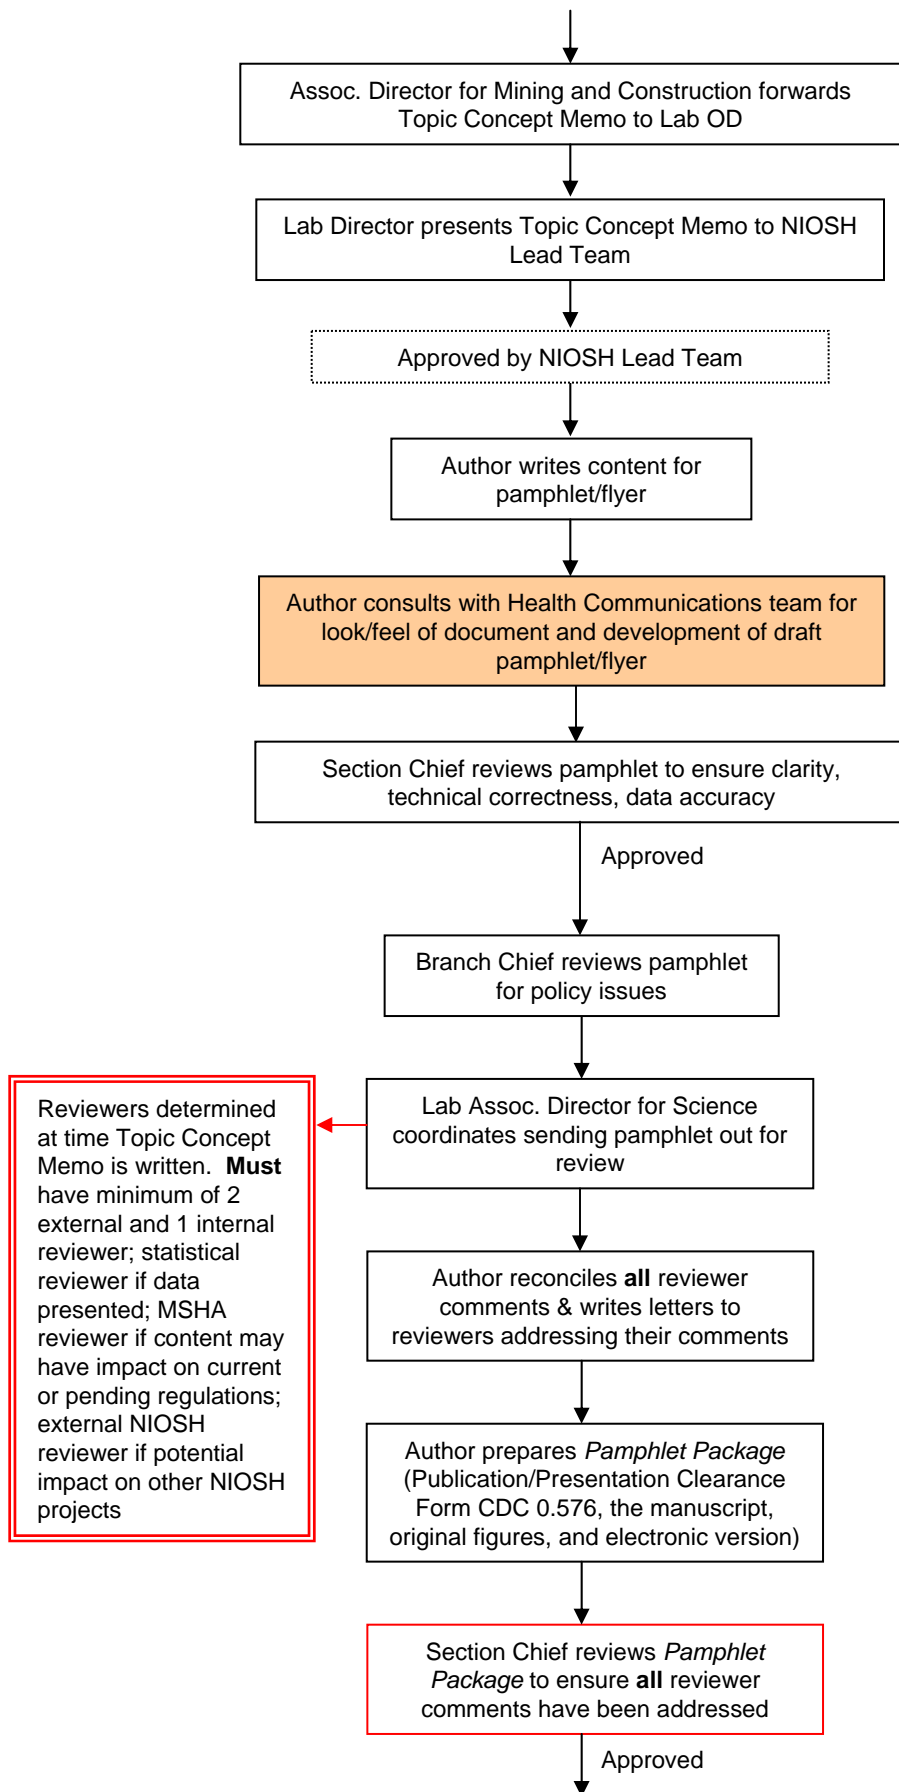 Assoc. Director for Mining and Construction forwards
Topic Concept Memo to Lab OD
Lab Director presents Topic Concept Memo to NIOSH
Lead Team
Approved by NIOSH Lead Team
Author writes content for
pamphlet/flyer
Author consults with Health Communications team for
look/feel of document and development of draft
pamphlet/flyer
Section Chief reviews pamphlet to ensure clarity,
technical correctness, data accuracy
Approved
Branch Chief reviews pamphlet
for policy issues
Lab Assoc. Director for Science
coordinates sending pamphlet out for
review
Reviewers determined
at time Topic Concept
Memo is written. Must
have minimum of 2
external and 1 internal
reviewer; statistical
reviewer if data
presented; MSHA
reviewer if content may
have impact on current
or pending regulations;
external NIOSH
reviewer if potential
impact on other NIOSH
projects
Author reconciles all reviewer
comments & writes letters to
reviewers addressing their comments
Author prepares Pamphlet Package
(Publication/Presentation Clearance
Form CDC 0.576, the manuscript,
original figures, and electronic version)
Section Chief reviews Pamphlet
Package to ensure all reviewer
comments have been addressed
Approved